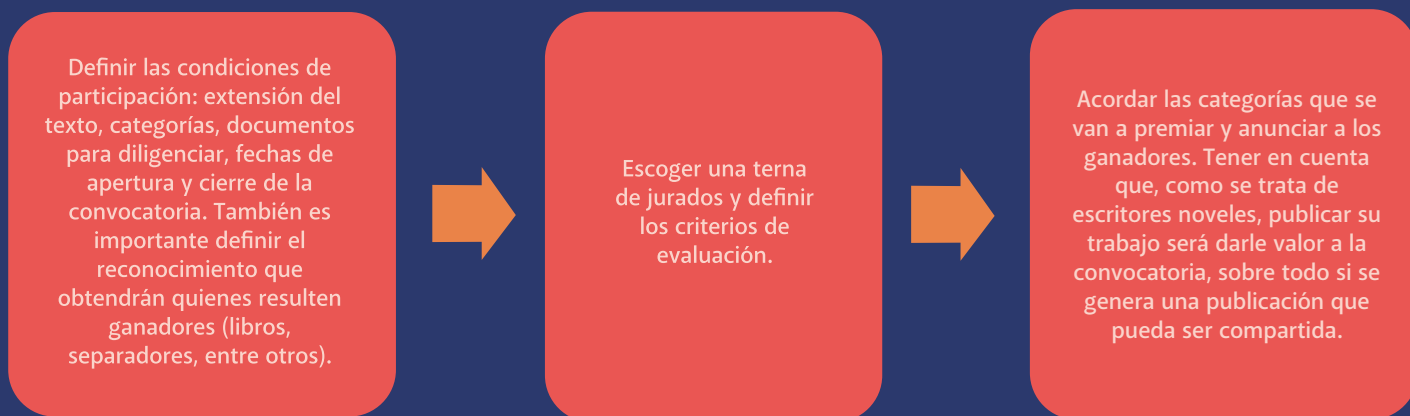 Definir las condiciones de
participación: extensión del
texto, categorías, documentos
para diligenciar, fechas de
apertura y cierre de la
convocatoria. También es
importante definir el
reconocimiento que
obtendrán quienes resulten
ganadores (libros,
separadores, entre otros).
Escoger una terna
de jurados y definir
los criterios de
evaluación.
Acordar las categorías que se
van a premiar y anunciar a los
ganadores. Tener en cuenta
que, como se trata de
escritores noveles, publicar su
trabajo será darle valor a la
convocatoria, sobre todo si se
genera una publicación que
pueda ser compartida.